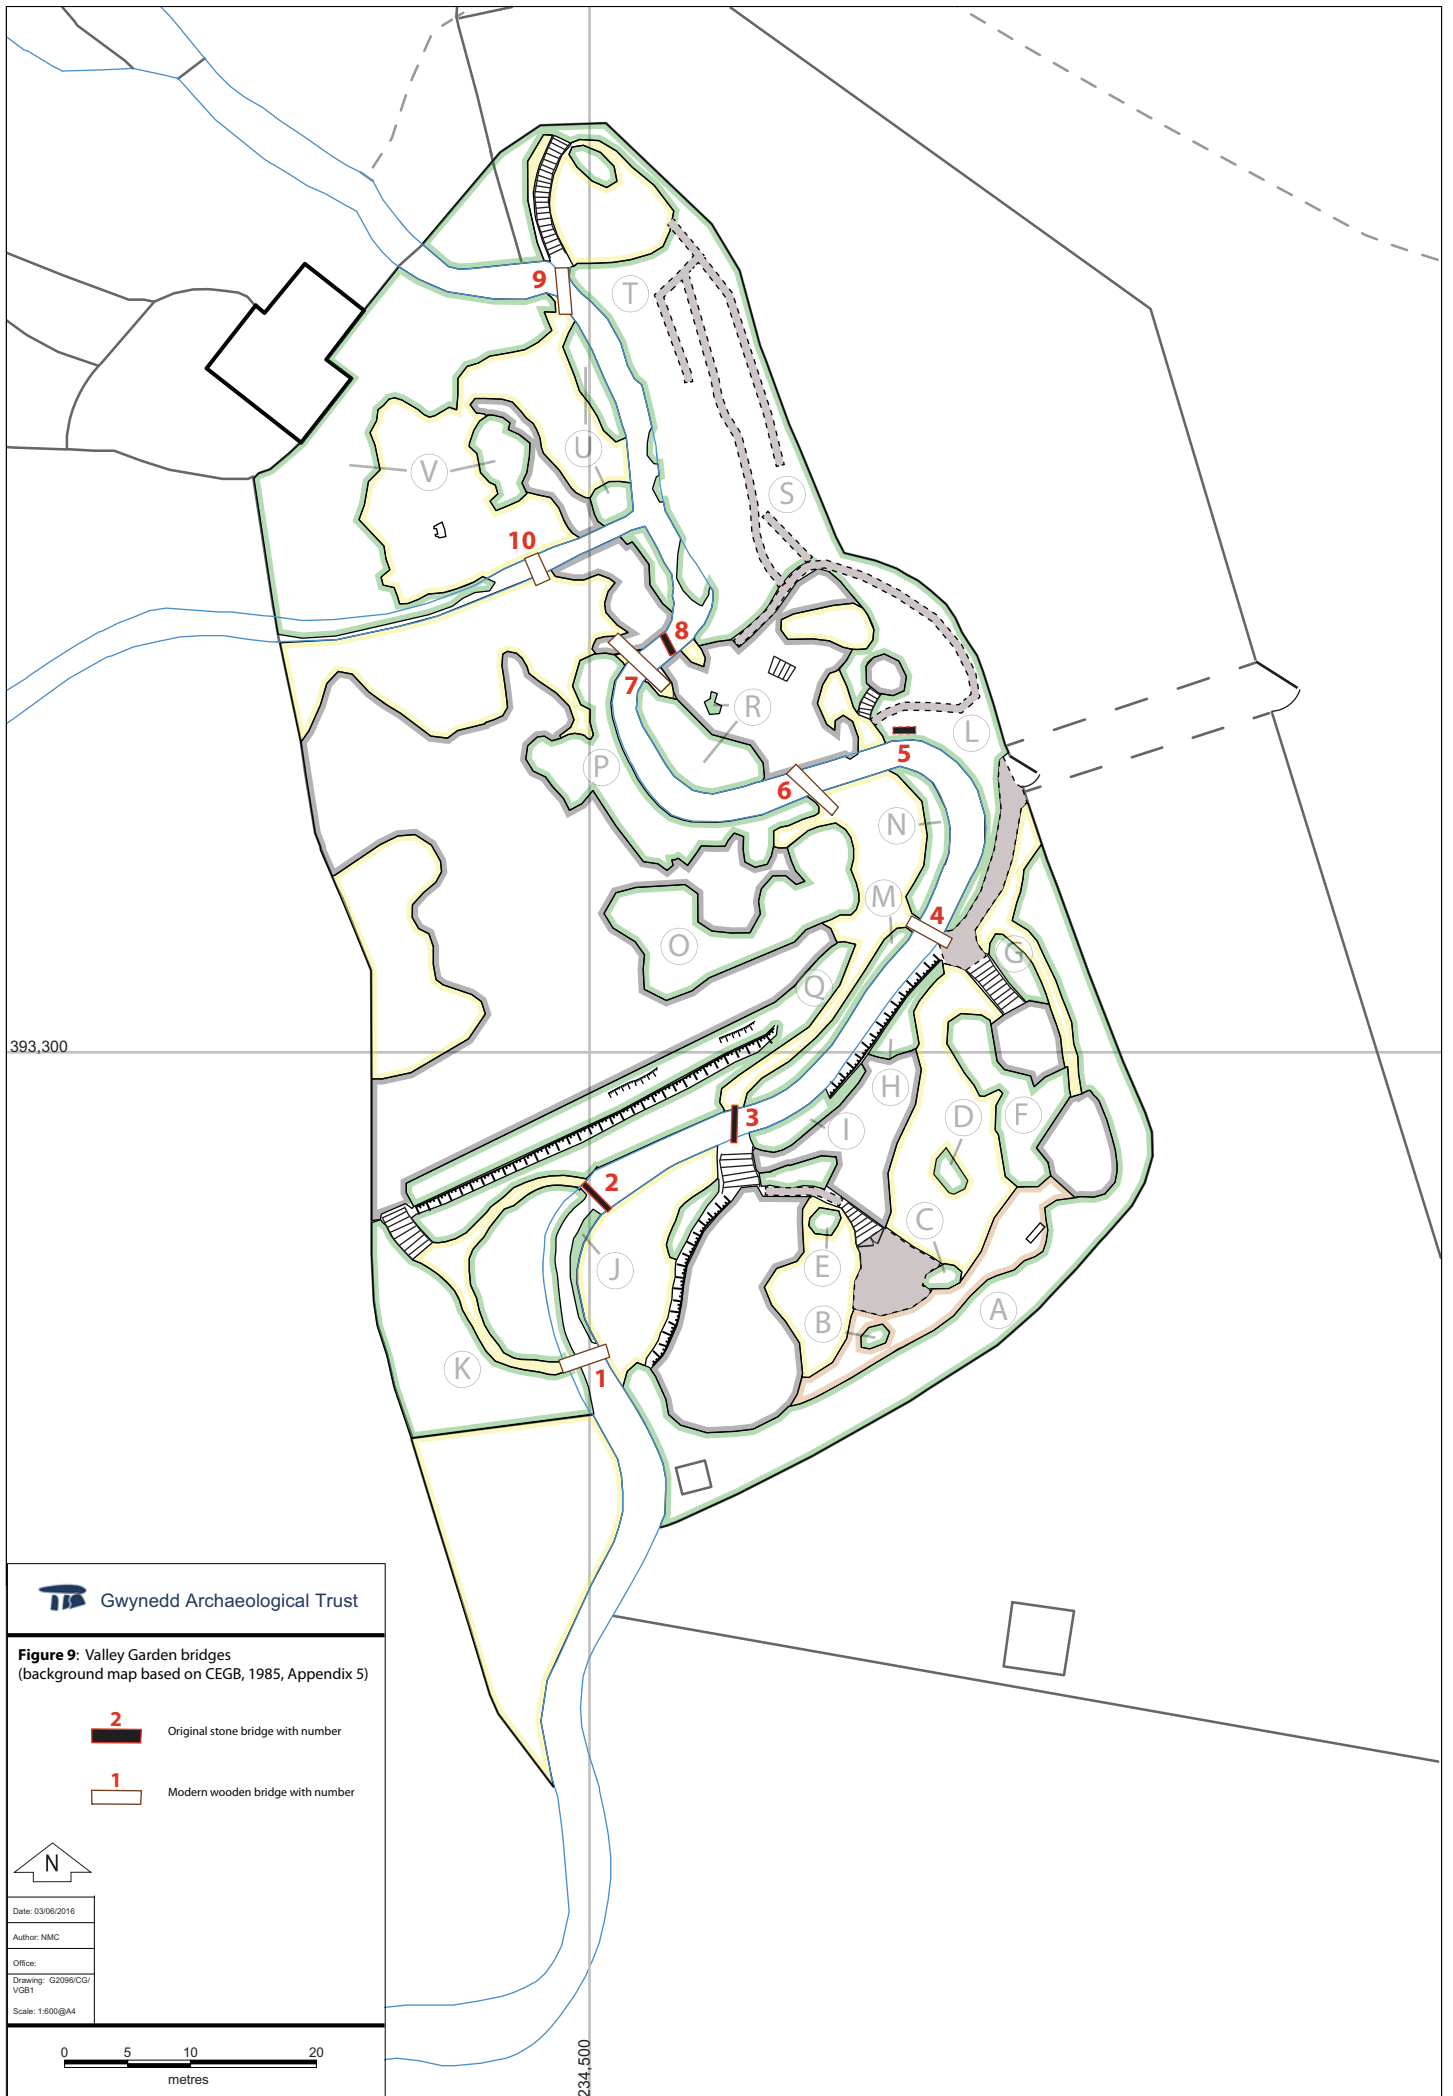 9
T
U
V
S
10
8
7
R
L
5
P
6
N
M
4
O
G
Q
393,300
H
D
F
3
I
2
C
J
E
A
B
K
1
Gwynedd Archaeological Trust
Figure 9: Valley Garden bridges
(background map based on CEGB, 1985, Appendix 5)
2
Original stone bridge with number
1
Modern wooden bridge with number
N
Date: 03/06/2016
Author: NMC
Office:
Drawing: G2096/CG/
VGB1
Scale: 1:600@A4
0 5 10 20
metres
234,500